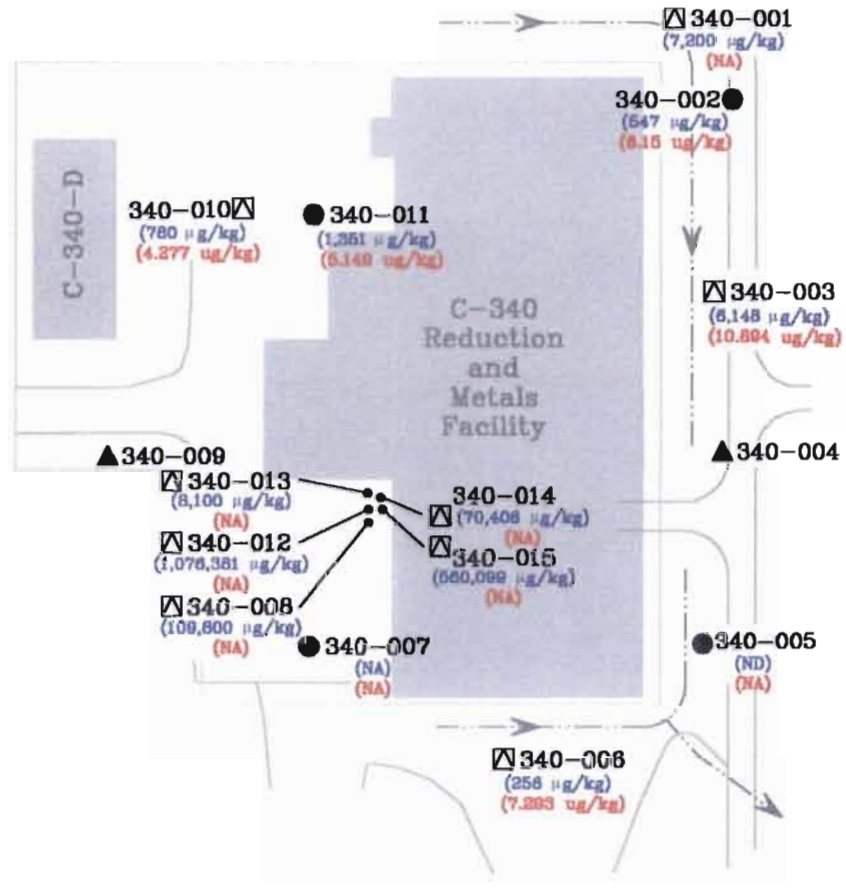 340-001
(7,200 µg/kg)
(NA)
340-002
(547 µg/kg)
(6.15 ug/kg)
C-340-D
340-010
(780 µg/kg)
(4.277 ug/kg)
340-011
(1,351 µg/kg)
(5.149 ug/kg)
340-003
(6,148 µg/kg)
(10.694 ug/kg)
C-340
Reduction
and
Metals
Facility
340-009
340-004
340-013
(8,100 µg/kg)
(NA)
340-014
(70,406 µg/kg)
(NA)
340-012
(1,076,381 µg/kg)
(NA)
340-015
(560,099 µg/kg)
(NA)
340-008
(109,600 µg/kg)
(NA)
340-007
(NA)
(NA)
340-005
(ND)
(NA)
340-006
(256 µg/kg)
(7.293 ug/kg)